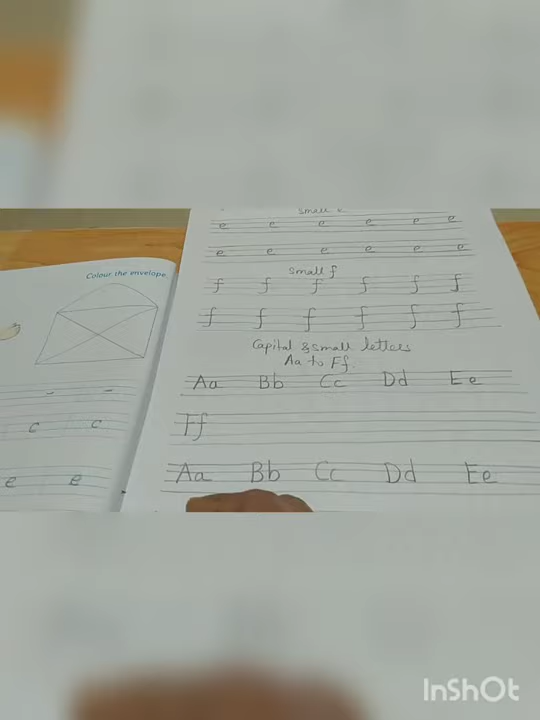 small e
e e e e e e
e e e e e e
small f
f f f f f f
f f f f f f
Capital & small letters
Aa to Ff.
Aa Bb Cc Dd Ee
Ff
Aa Bb Cc Dd Ee
Colour the envelope.
c c
e e
InShOt